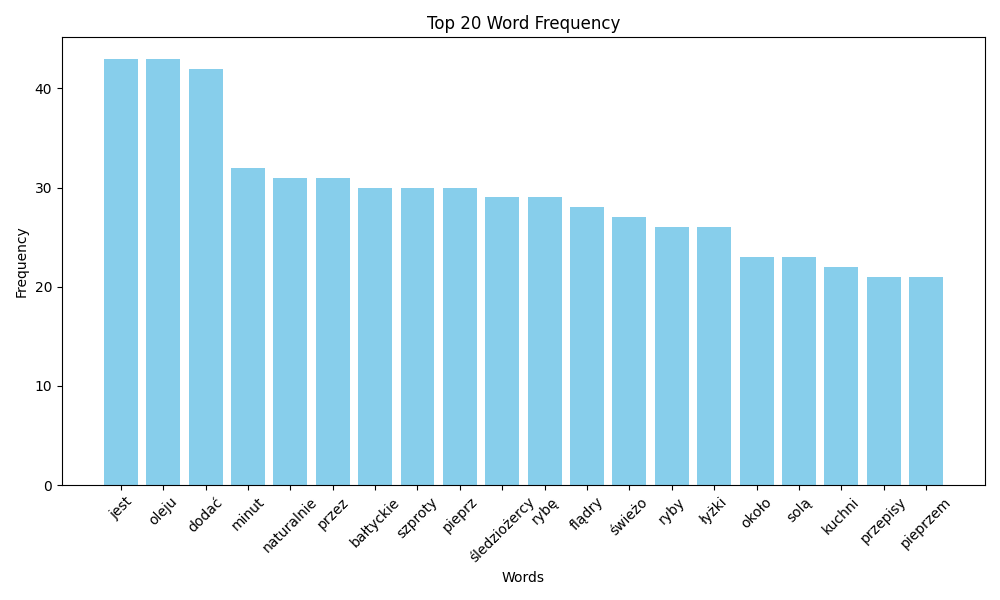 Top 20 Word Frequency
Frequency
40
30
20
10
0
jest
oleju
dodać
minut
naturalnie
przez
bałtyckie
szproty
pieprz
śledziożercy
rybę
flądry
świeżo
ryby
łyżki
około
solą
kuchni
przepisy
pieprzem
Words